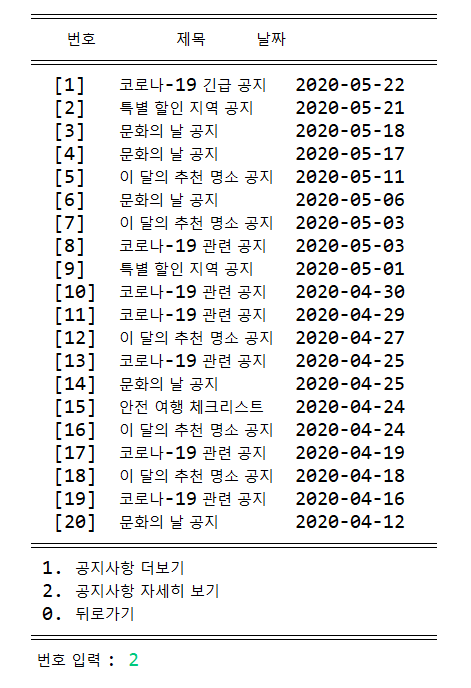 번호 제목 날짜
[1] 코로나-19 긴급 공지 2020-05-22
[2] 특별 할인 지역 공지 2020-05-21
[3] 문화의 날 공지 2020-05-18
[4] 문화의 날 공지 2020-05-17
[5] 이 달의 추천 명소 공지 2020-05-11
[6] 문화의 날 공지 2020-05-06
[7] 이 달의 추천 명소 공지 2020-05-03
[8] 코로나-19 관련 공지 2020-05-03
[9] 특별 할인 지역 공지 2020-05-01
[10] 코로나-19 관련 공지 2020-04-30
[11] 코로나-19 관련 공지 2020-04-29
[12] 이 달의 추천 명소 공지 2020-04-27
[13] 코로나-19 관련 공지 2020-04-25
[14] 문화의 날 공지 2020-04-25
[15] 안전 여행 체크리스트 2020-04-24
[16] 이 달의 추천 명소 공지 2020-04-24
[17] 코로나-19 관련 공지 2020-04-19
[18] 이 달의 추천 명소 공지 2020-04-18
[19] 코로나-19 관련 공지 2020-04-16
[20] 문화의 날 공지 2020-04-12
1. 공지사항 더보기
2. 공지사항 자세히 보기
0. 뒤로가기
번호 입력 : 2